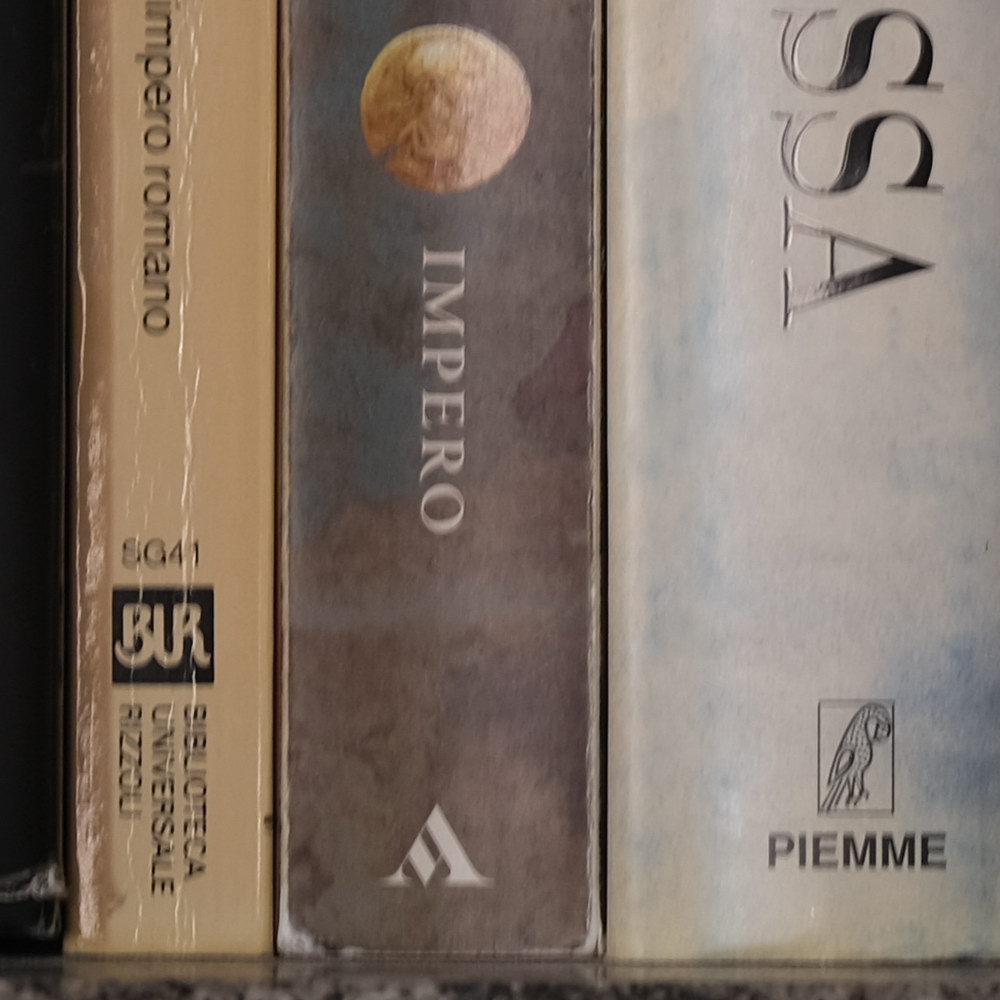 impero romano
SG41
BUR
BIBLIOTECA
UNIVERSALE
RIZZOLI
IMPERO
SSA
PIEMME